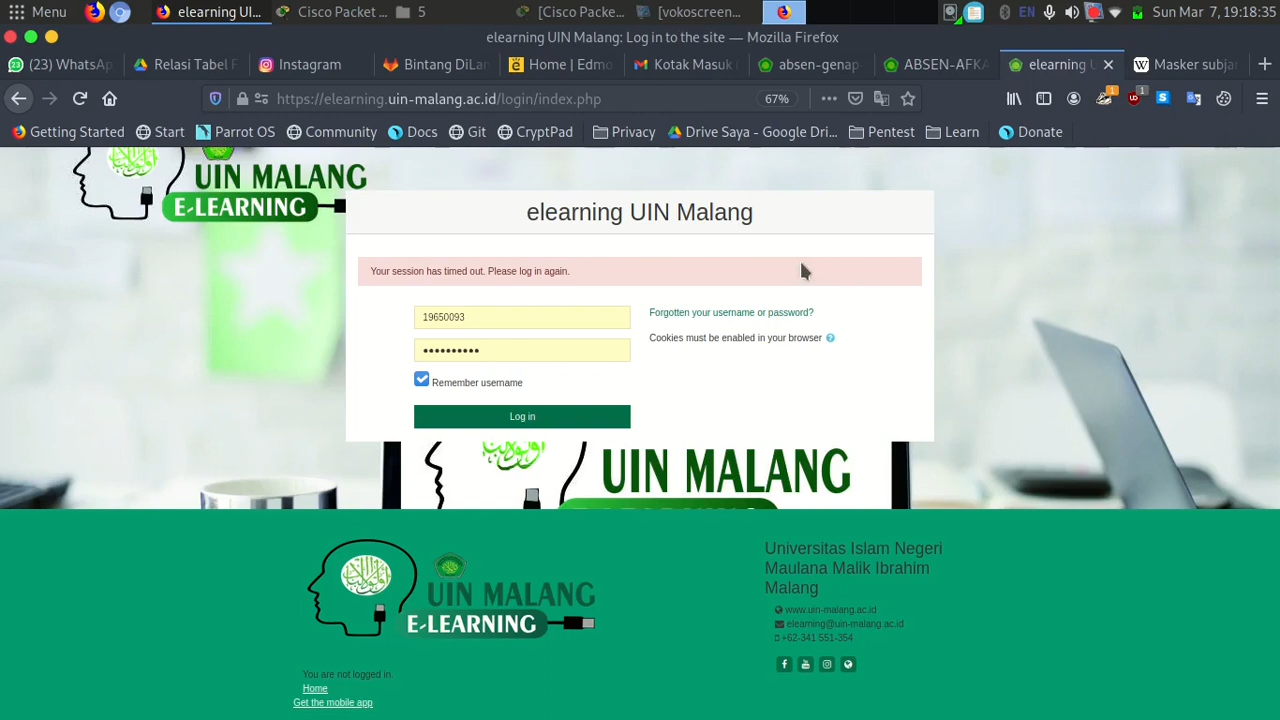 Menu
elearning UI...
Cisco Packet ...
5
[Cisco Packe...
[vokoscreen...
EN
Sun Mar 7, 19:18:35
elearning UIN Malang: Log in to the site — Mozilla Firefox
(23) WhatsAp
Relasi Tabel F
Instagram
Bintang DiLan
Home | Edmo
Kotak Masuk (
absen-genap-
ABSEN-AFKA
elearning U
Masker subja
https://elearning.uin-malang.ac.id/login/index.php
67%
1
1
Getting Started
Start
Parrot OS
Community
Docs
Git
CryptPad
Privacy
Drive Saya - Google Dri...
Pentest
Learn
Donate
UIN MALANG
E-LEARNING
elearning UIN Malang
Your session has timed out. Please log in again.
19650093
••••••••••
Forgotten your username or password?
Cookies must be enabled in your browser
Remember username
Log in
UIN MALANG
UIN MALANG
E-LEARNING
Universitas Islam Negeri
Maulana Malik Ibrahim
Malang
www.uin-malang.ac.id
elearning@uin-malang.ac.id
+62-341 551-354
You are not logged in.
Home
Get the mobile app